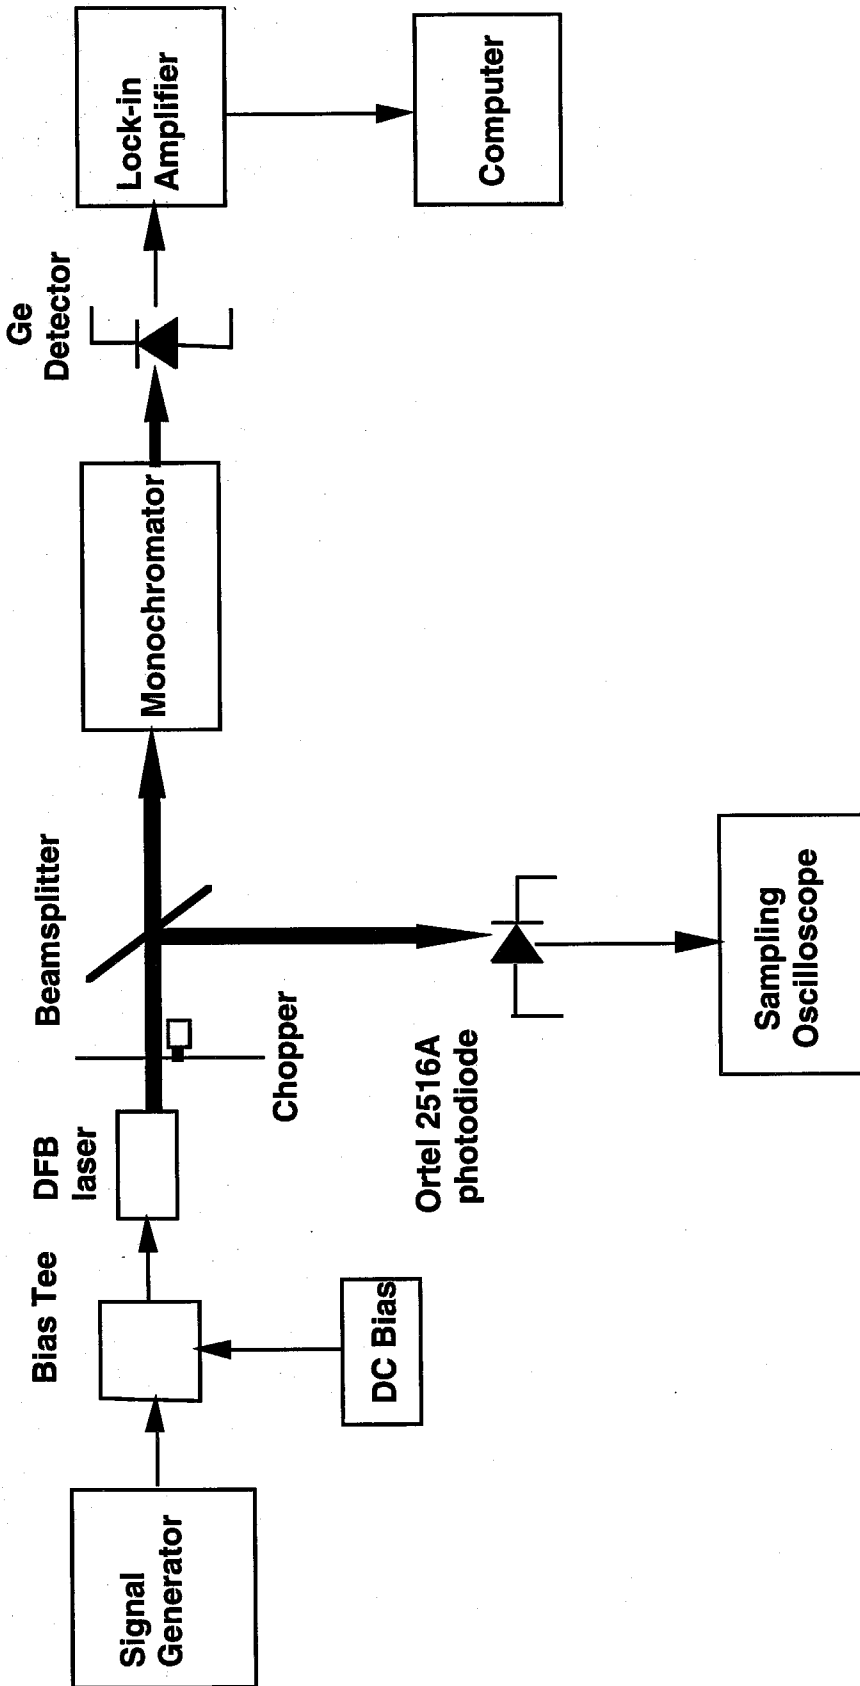 Signal
Generator
Bias Tee
DC Bias
DFB
laser
Chopper
Beamsplitter
Ortel 2516A
photodiode
Sampling
Oscilloscope
Monochromator
Ge
Detector
Lock-in
Amplifier
Computer